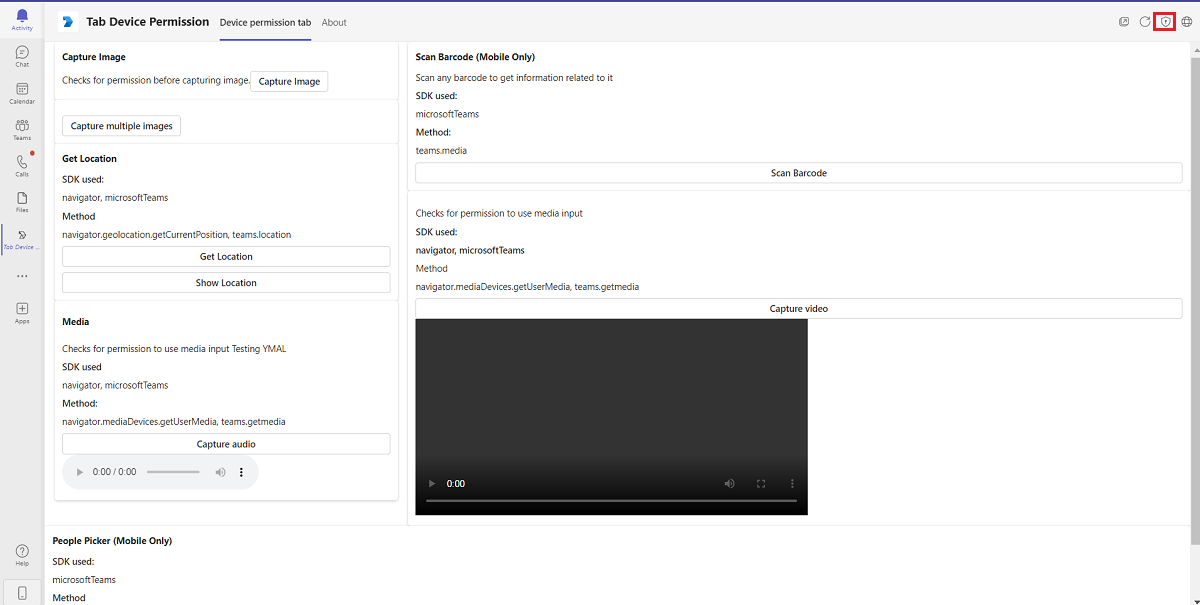 Activity
Chat
Calendar
Teams
Calls
Files
Tab Device ...
Apps
Help
Tab Device Permission
Device permission tab
About
Capture Image
Checks for permission before capturing image.
Capture Image
Capture multiple images
Get Location
SDK used:
navigator, microsoftTeams
Method
navigator.geolocation.getCurrentPosition, teams.location
Get Location
Show Location
Media
Checks for permission to use media input Testing YMAL
SDK used
navigator, microsoftTeams
Method:
navigator.mediaDevices.getUserMedia, teams.getmedia
Capture audio
0:00 / 0:00
Scan Barcode (Mobile Only)
Scan any barcode to get information related to it
SDK used:
microsoftTeams
Method:
teams.media
Scan Barcode
Checks for permission to use media input
SDK used:
navigator, microsoftTeams
Method
navigator.mediaDevices.getUserMedia, teams.getmedia
Capture video
0:00
People Picker (Mobile Only)
SDK used:
microsoftTeams
Method